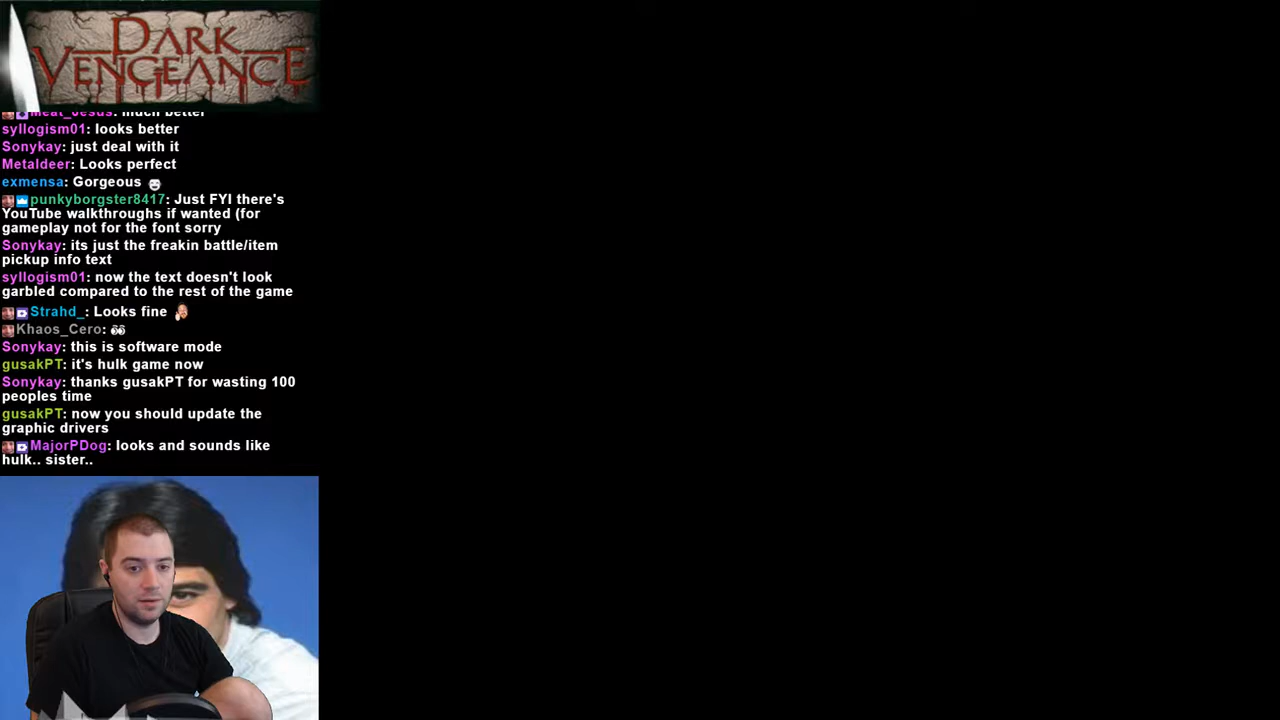 DARK
VENGEANCE
meat_Jesus: much better
syllogism01: looks better
Sonykay: just deal with it
Metaldeer: Looks perfect
exmensa: Gorgeous
punkyborgster8417: Just FYI there's
YouTube walkthroughs if wanted (for
gameplay not for the font sorry
Sonykay: its just the freakin battle/item
pickup info text
syllogism01: now the text doesn't look
garbled compared to the rest of the game
Strahd_: Looks fine
Khaos_Cero:
Sonykay: this is software mode
gusakPT: it's hulk game now
Sonykay: thanks gusakPT for wasting 100
peoples time
gusakPT: now you should update the
graphic drivers
MajorPDog: looks and sounds like
hulk.. sister..